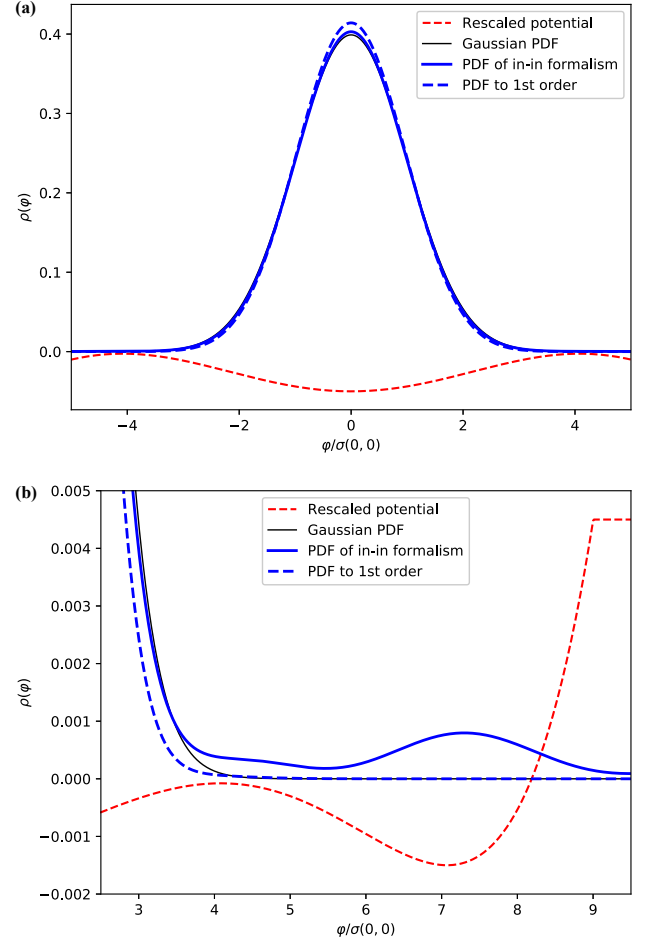 (a)
Rescaled potential
Gaussian PDF
PDF of in-in formalism
PDF to 1st order
0.4
0.3
0.2
0.1
0.0
ρ(φ)
−4 −2 0 2 4
φ/σ(0, 0)
(b)
Rescaled potential
Gaussian PDF
PDF of in-in formalism
PDF to 1st order
0.005
0.004
0.003
0.002
0.001
0.000
−0.001
−0.002
ρ(φ)
3 4 5 6 7 8 9
φ/σ(0, 0)